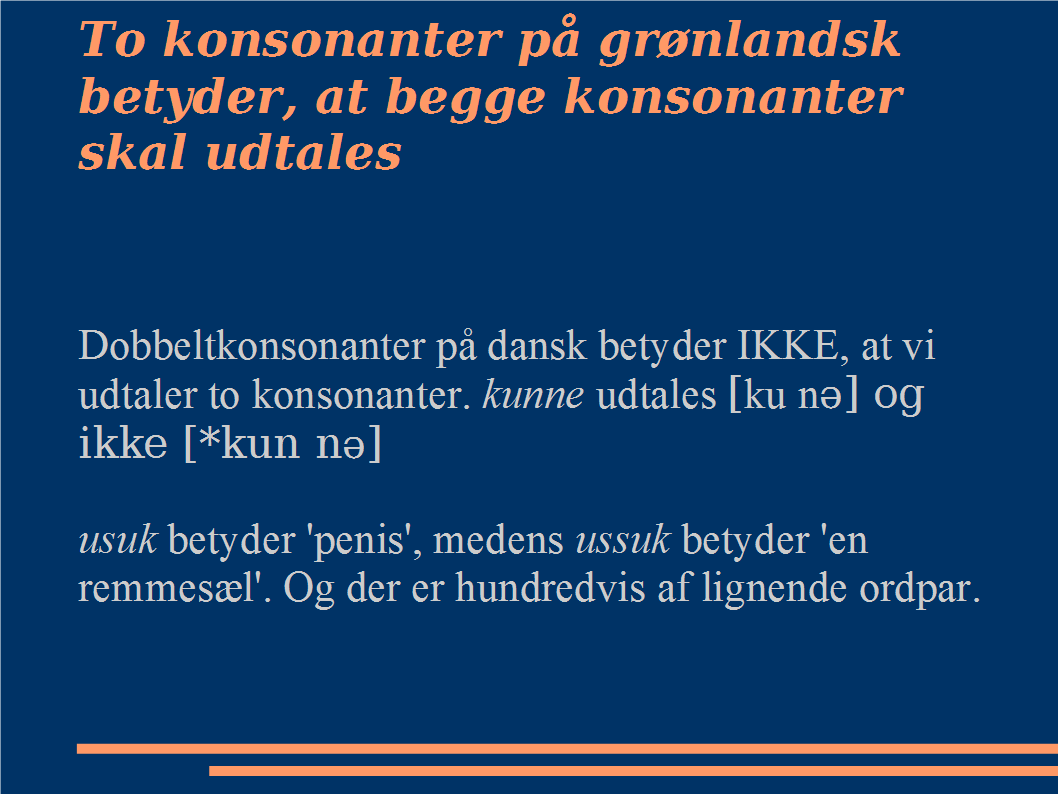 To konsonanter på grønlandsk
betyder, at begge konsonanter
skal udtales
Dobbeltkonsonanter på dansk betyder IKKE, at vi
udtaler to konsonanter. kunne udtales [ku nə] og
ikke [*kun nə]
usuk betyder 'penis', medens ussuk betyder 'en
remmesæl'. Og der er hundredvis af lignende ordpar.